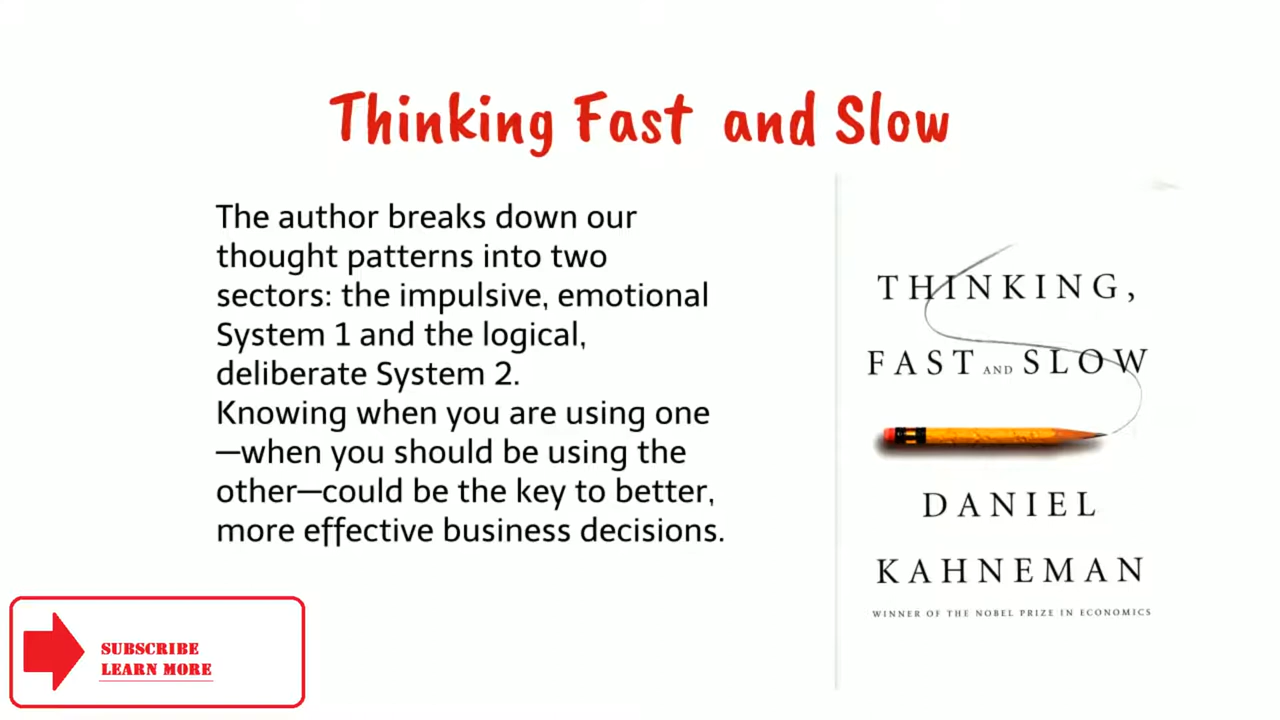 Thinking Fast and Slow
The author breaks down our
thought patterns into two
sectors: the impulsive, emotional
System 1 and the logical,
deliberate System 2.
Knowing when you are using one
—when you should be using the
other—could be the key to better,
more effective business decisions.
THINKING,
FAST AND SLOW
DANIEL
KAHNEMAN
WINNER OF THE NOBEL PRIZE IN ECONOMICS
SUBSCRIBE
LEARN MORE